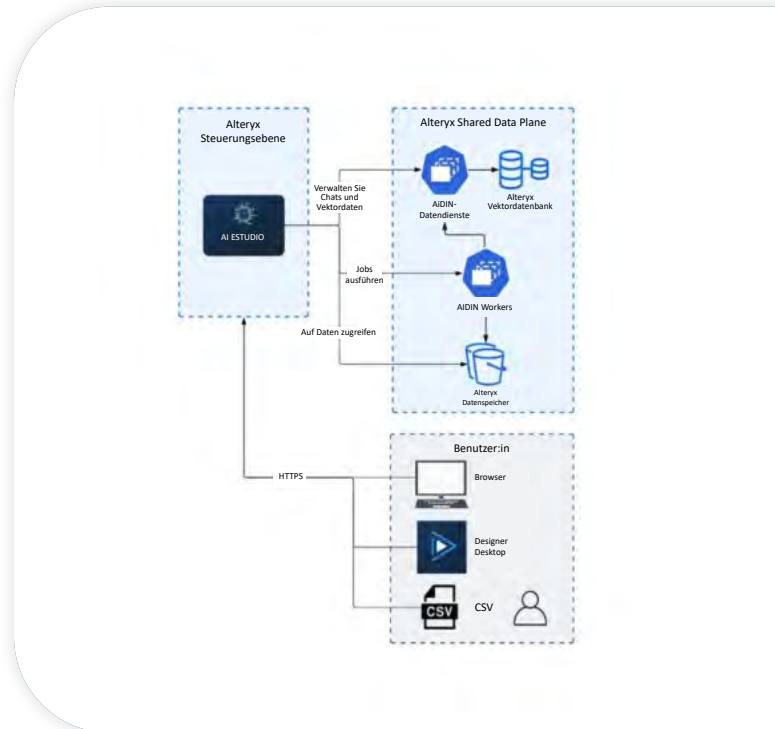 Alteryx
Steuerungsebene
AI ESTUDIO
Alteryx Shared Data Plane
Verwalten Sie
Chats und
Vektordaten
AiDIN-
Datendienste
Alteryx
Vektordatenbank
Jobs
ausführen
AIDIN Workers
Auf Daten zugreifen
Alteryx
Datenspeicher
Benutzer:in
HTTPS
Browser
Designer
Desktop
CSV
CSV